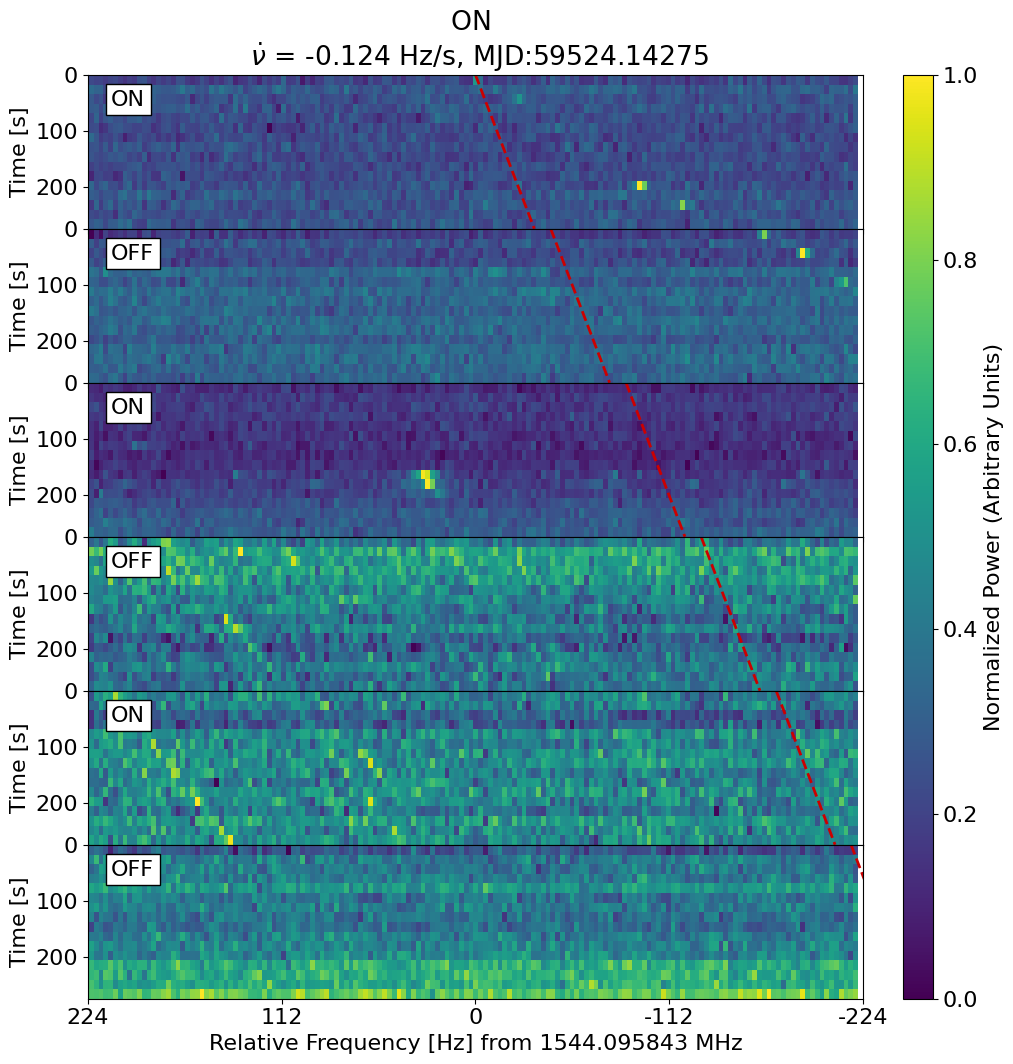 ON
ν̇ = -0.124 Hz/s, MJD:59524.14275
0
ON
100
200
Time [s]
0
OFF
100
200
Time [s]
0
ON
100
200
Time [s]
0
OFF
100
200
Time [s]
0
ON
100
200
Time [s]
0
OFF
100
200
Time [s]
224 112 0 -112 -224
Relative Frequency [Hz] from 1544.095843 MHz
1.0
0.8
0.6
0.4
0.2
0.0
Normalized Power (Arbitrary Units)